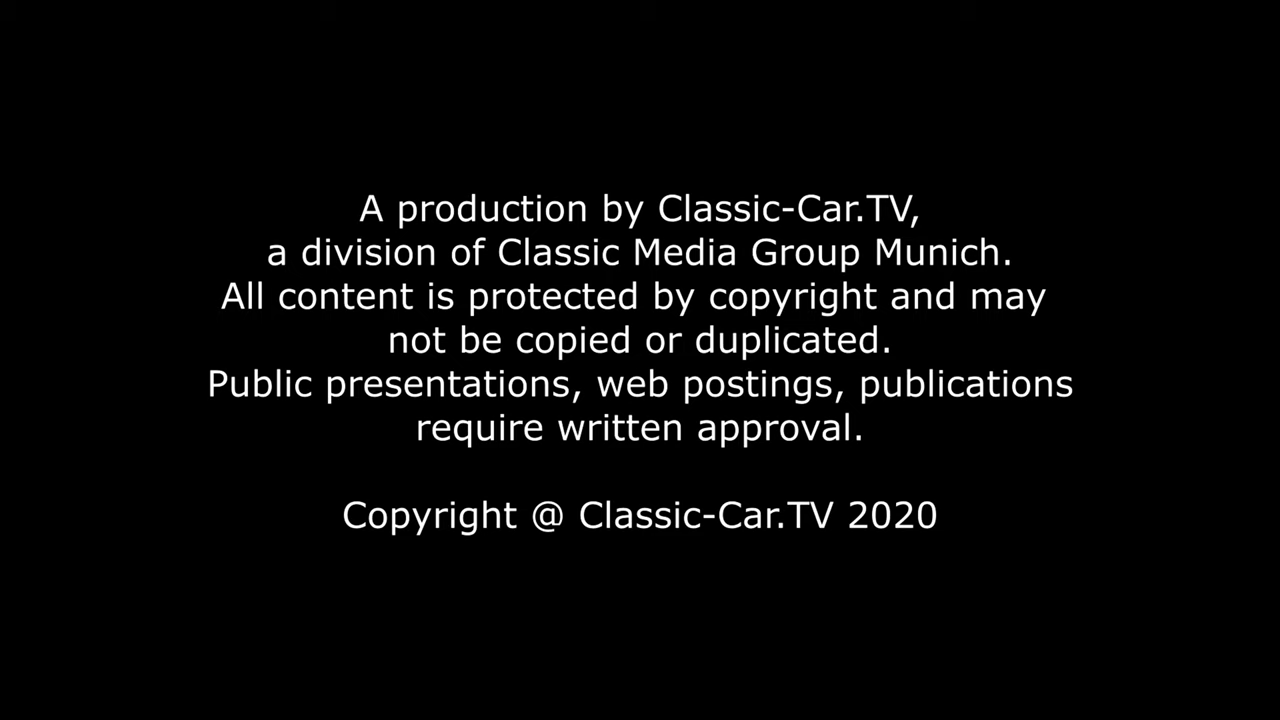 A production by Classic-Car.TV,
a division of Classic Media Group Munich.
All content is protected by copyright and may
not be copied or duplicated.
Public presentations, web postings, publications
require written approval.
Copyright @ Classic-Car.TV 2020